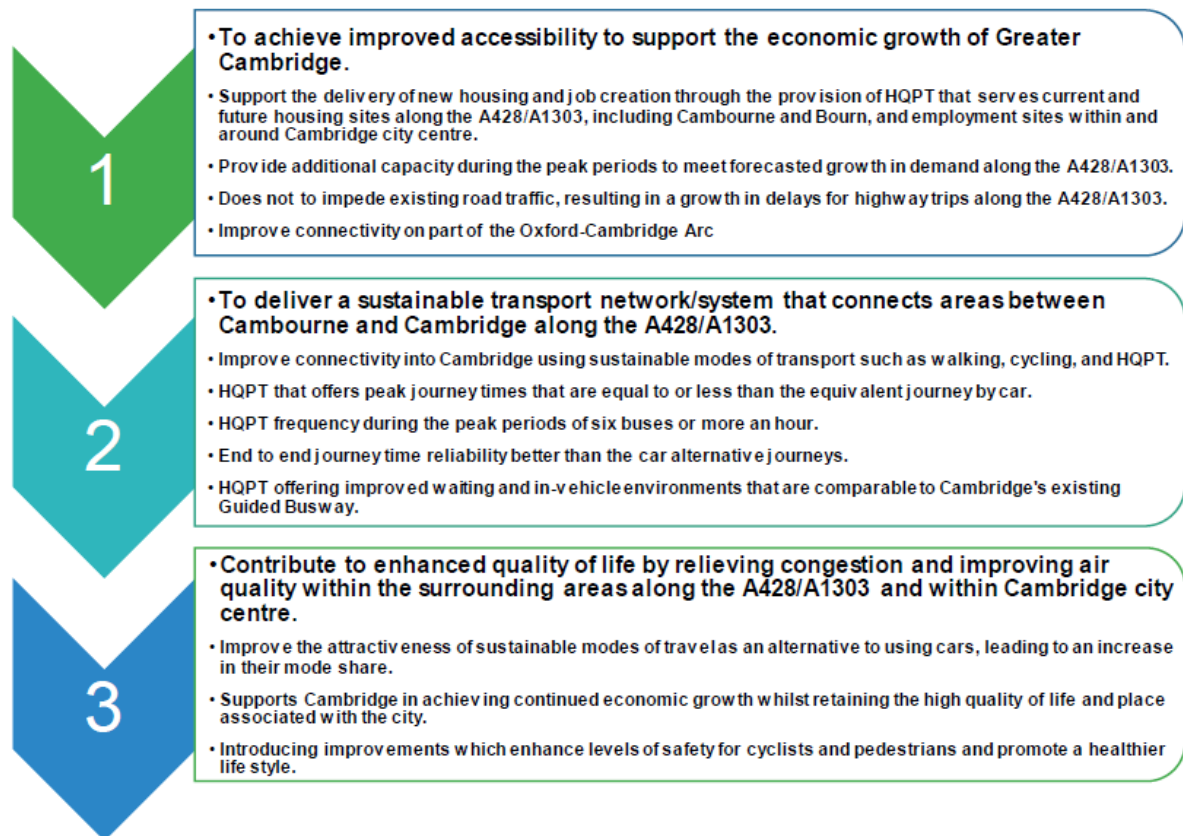 1
•To achieve improved accessibility to support the economic growth of Greater
Cambridge.
• Support the delivery of new housing and job creation through the provision of HQPT that serves current and
future housing sites along the A428/A1303, including Cambourne and Bourn, and employment sites within and
around Cambridge city centre.
• Provide additional capacity during the peak periods to meet forecasted growth in demand along the A428/A1303.
• Does not to impede existing road traffic, resulting in a growth in delays for highway trips along the A428/A1303.
• Improve connectivity on part of the Oxford-Cambridge Arc
2
•To deliver a sustainable transport network/system that connects areas between
Cambourne and Cambridge along the A428/A1303.
• Improve connectivity into Cambridge using sustainable modes of transport such as walking, cycling, and HQPT.
• HQPT that offers peak journey times that are equal to or less than the equivalent journey by car.
• HQPT frequency during the peak periods of six buses or more an hour.
• End to end journey time reliability better than the car alternative journeys.
• HQPT offering improved waiting and in-vehicle environments that are comparable to Cambridge's existing
Guided Busway.
3
•Contribute to enhanced quality of life by relieving congestion and improving air
quality within the surrounding areas along the A428/A1303 and within Cambridge city
centre.
• Improve the attractiveness of sustainable modes of travel as an alternative to using cars, leading to an increase
in their mode share.
• Supports Cambridge in achieving continued economic growth whilst retaining the high quality of life and place
associated with the city.
• Introducing improvements which enhance levels of safety for cyclists and pedestrians and promote a healthier
life style.